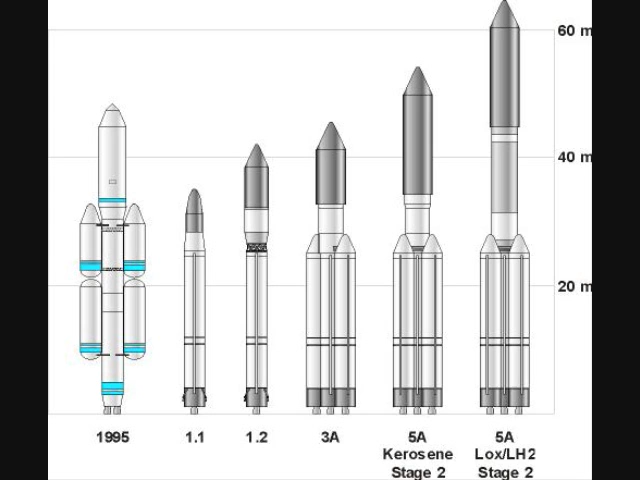 60 m
40 m
20 m
1995
1.1
1.2
3A
5A
Kerosene
Stage 2
5A
Lox/LH2
Stage 2